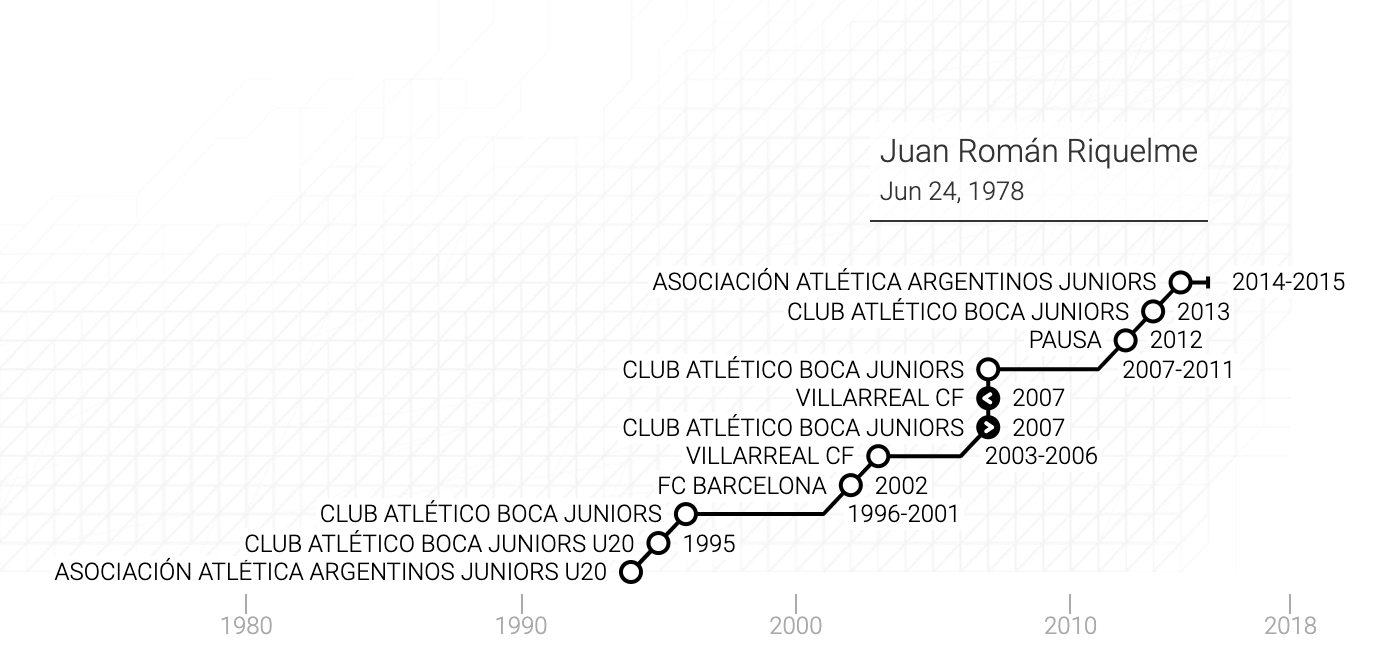 Juan Román Riquelme
Jun 24, 1978
ASOCIACIÓN ATLÉTICA ARGENTINOS JUNIORS 2014-2015
CLUB ATLÉTICO BOCA JUNIORS 2013
PAUSA 2012
CLUB ATLÉTICO BOCA JUNIORS 2007-2011
VILLARREAL CF 2007
CLUB ATLÉTICO BOCA JUNIORS 2007
VILLARREAL CF 2003-2006
FC BARCELONA 2002
CLUB ATLÉTICO BOCA JUNIORS 1996-2001
CLUB ATLÉTICO BOCA JUNIORS U20 1995
ASOCIACIÓN ATLÉTICA ARGENTINOS JUNIORS U20
1980 1990 2000 2010 2018